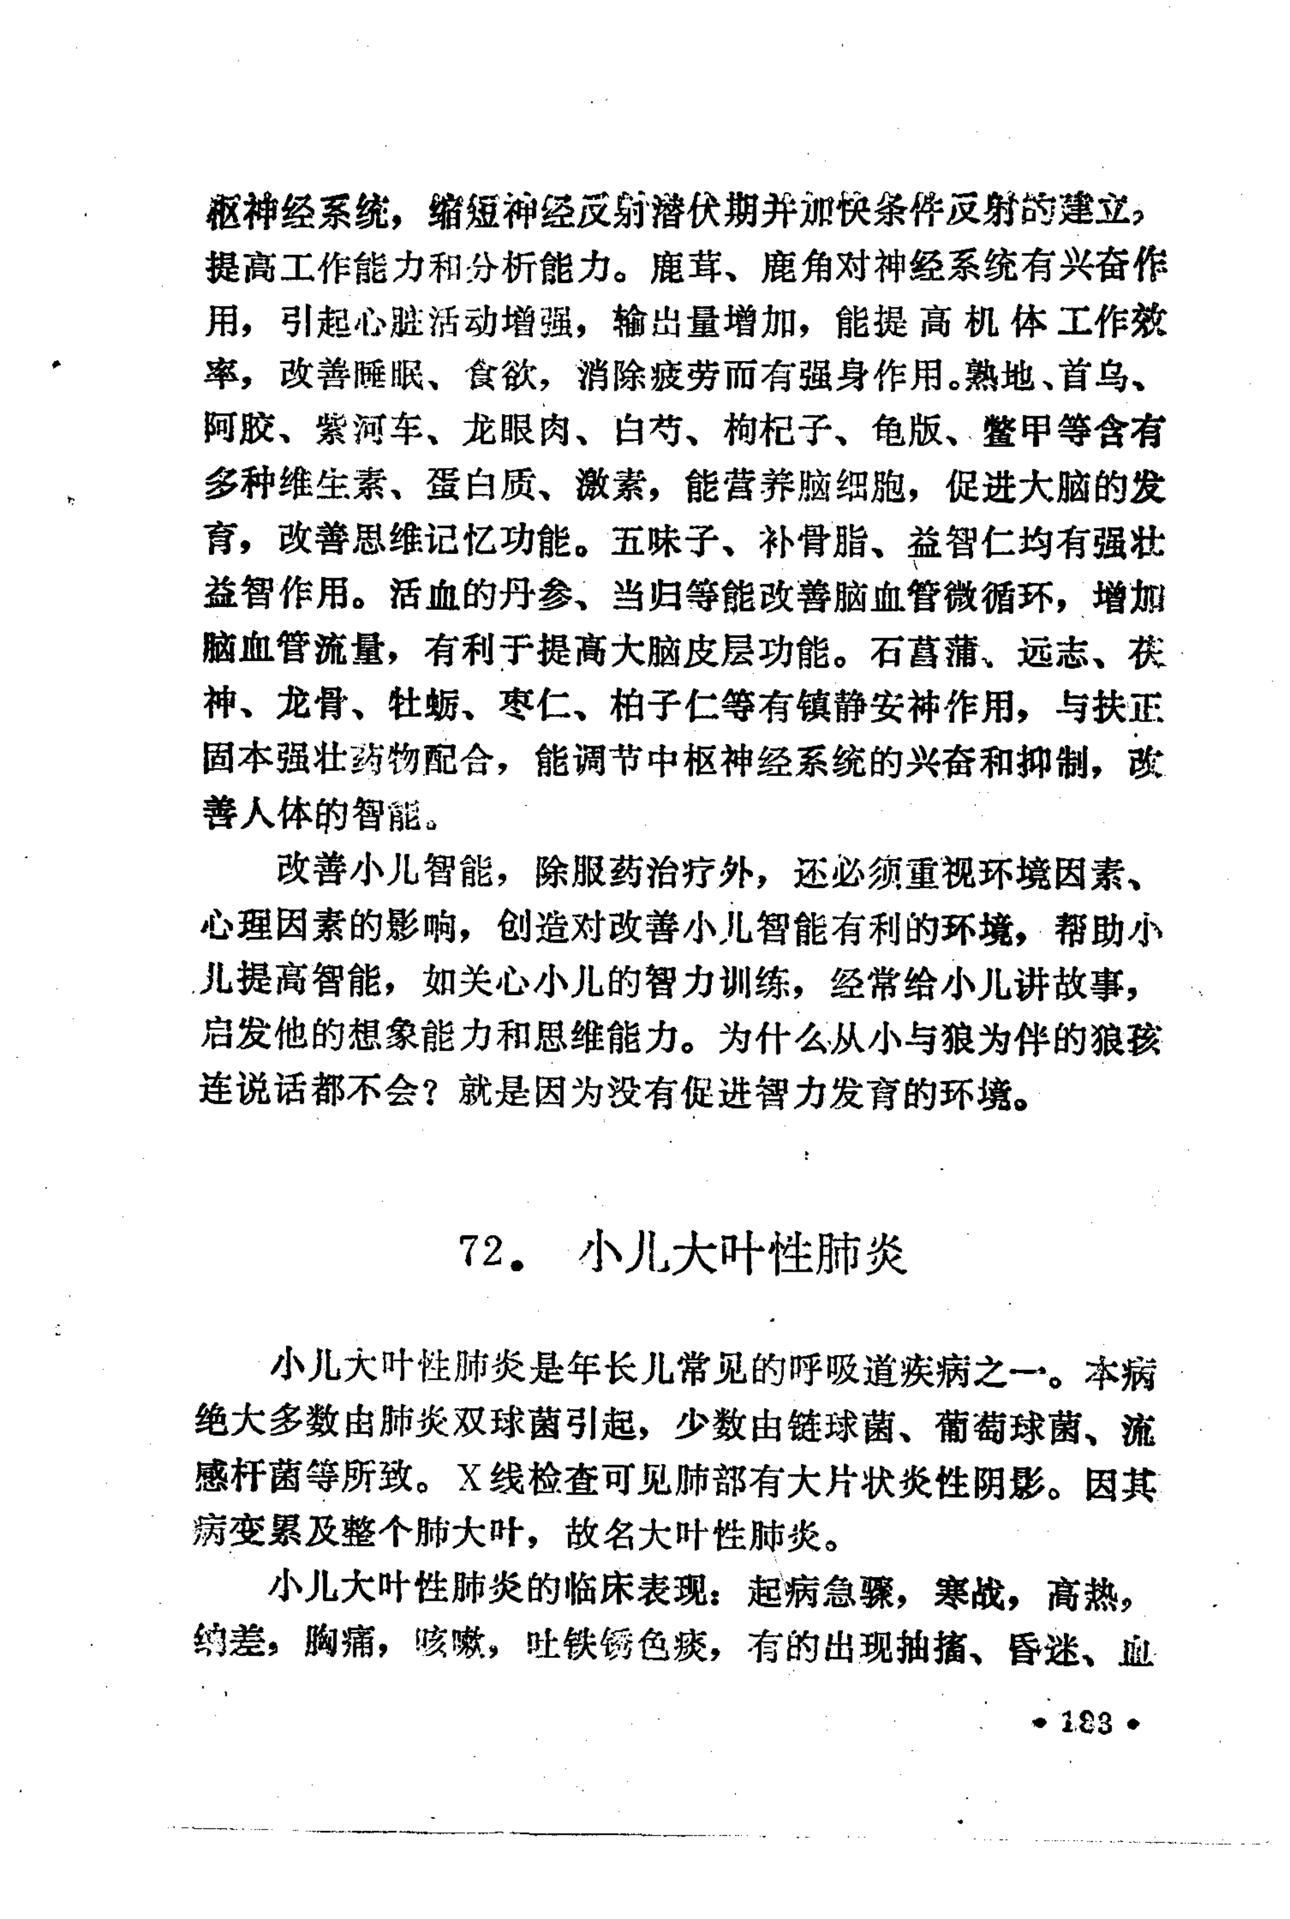 枢神经系统，缩短神经反射潜伏期并加快条件反射的建立，
提高工作能力和分析能力。鹿茸、鹿角对神经系统有兴奋作
用，引起心脏活动增强，输出量增加，能提高机体工作效
率，改善睡眠、食欲，消除疲劳而有强身作用。熟地、首乌、
阿胶、紫河车、龙眼肉、白芍、枸杞子、龟版、鳖甲等含有
多种维生素、蛋白质、激素，能营养脑细胞，促进大脑的发
育，改善思维记忆功能。五味子、补骨脂、益智仁均有强壮
益智作用。活血的丹参、当归等能改善脑血管微循环，增加
脑血管流量，有利于提高大脑皮层功能。石菖蒲、远志、茯
神、龙骨、牡蛎、枣仁、柏子仁等有镇静安神作用，与扶正
固本强壮药物配合，能调节中枢神经系统的兴奋和抑制，改
善人体的智能。
改善小儿智能，除服药治疗外，还必须重视环境因素、
心理因素的影响，创造对改善小儿智能有利的环境，帮助小
儿提高智能，如关心小儿的智力训练，经常给小儿讲故事，
启发他的想象能力和思维能力。为什么从小与狼为伴的狼孩
连说话都不会？就是因为没有促进智力发育的环境。
72．小儿大叶性肺炎
小儿大叶性肺炎是年长儿常见的呼吸道疾病之一。本病
绝大多数由肺炎双球菌引起，少数由链球菌、葡萄球菌、流
感杆菌等所致。X线检查可见肺部有大片状炎性阴影。因其
病变累及整个肺大叶，故名大叶性肺炎。
小儿大叶性肺炎的临床表现：起病急骤，寒战，高热，
纳差，胸痛，咳嗽，吐铁锈色痰，有的出现抽搐、昏迷、血
•183•